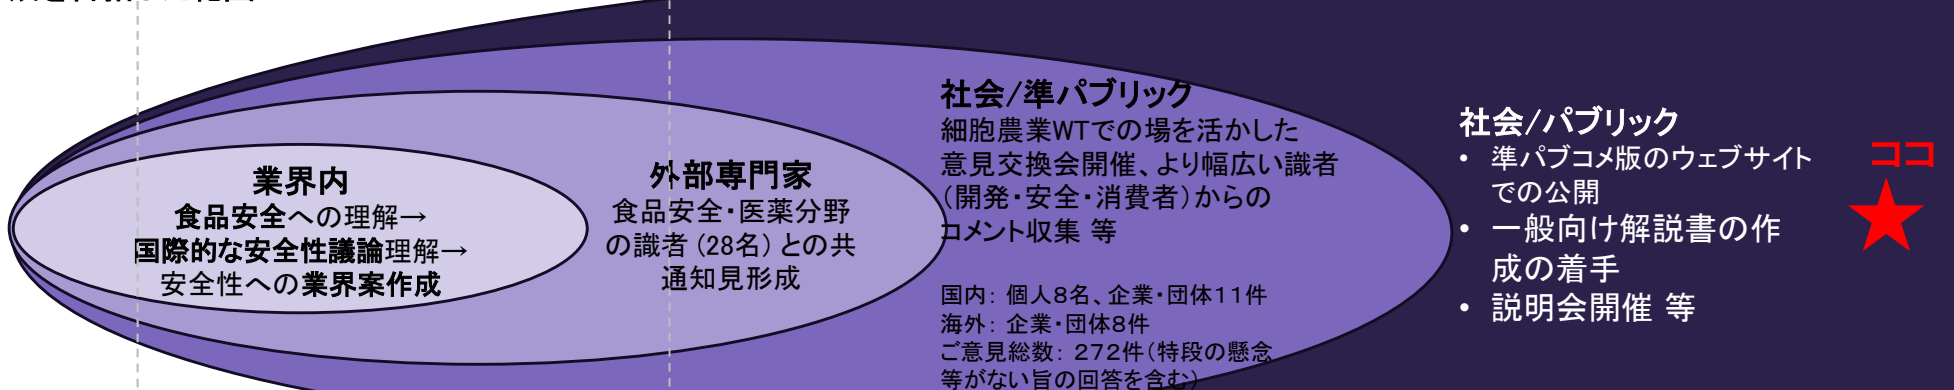 業界内
食品安全への理解→
国際的な安全性議論理解→
安全性への業界案作成
外部専門家
食品安全・医薬分野
の識者（28名）との共
通知見形成
社会/準パブリック
細胞農業WTでの場を活かした
意見交換会開催、より幅広い識者
（開発・安全・消費者）からの
コメント収集 等
国内： 個人8名、企業・団体11件
海外： 企業・団体8件
ご意見総数： 272件（特段の懸念
等がない旨の回答を含む）
社会/パブリック
• 準パブコメ版のウェブサイト
での公開
• 一般向け解説書の作
成の着手
• 説明会開催 等
ココ